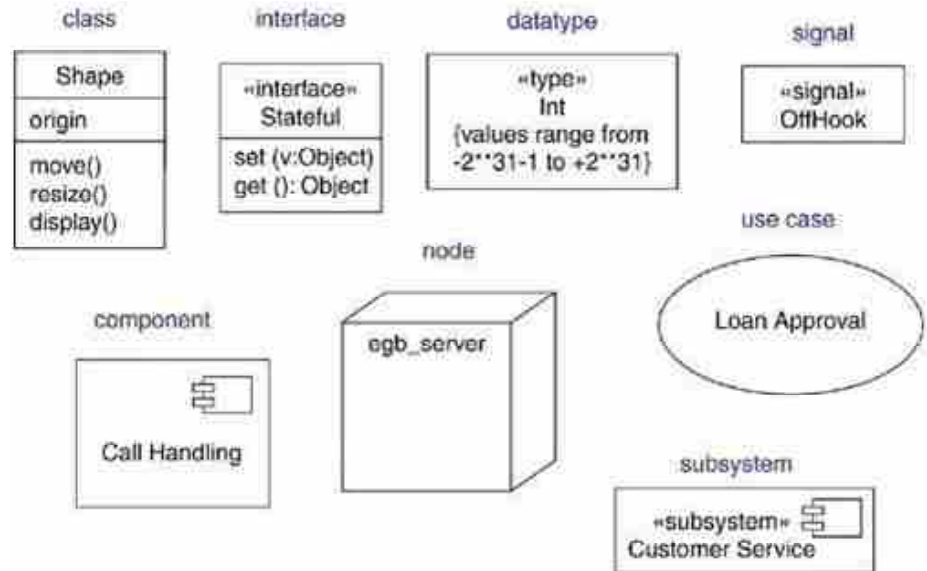 class
Shape
origin
move()
resize()
display()
interface
«interface»
Stateful
set (v:Object)
get (): Object
datatype
«type»
Int
{values range from
-2**31-1 to +2**31}
signal
«signal»
OffHook
component
Call Handling
node
egb_server
use case
Loan Approval
subsystem
«subsystem»
Customer Service